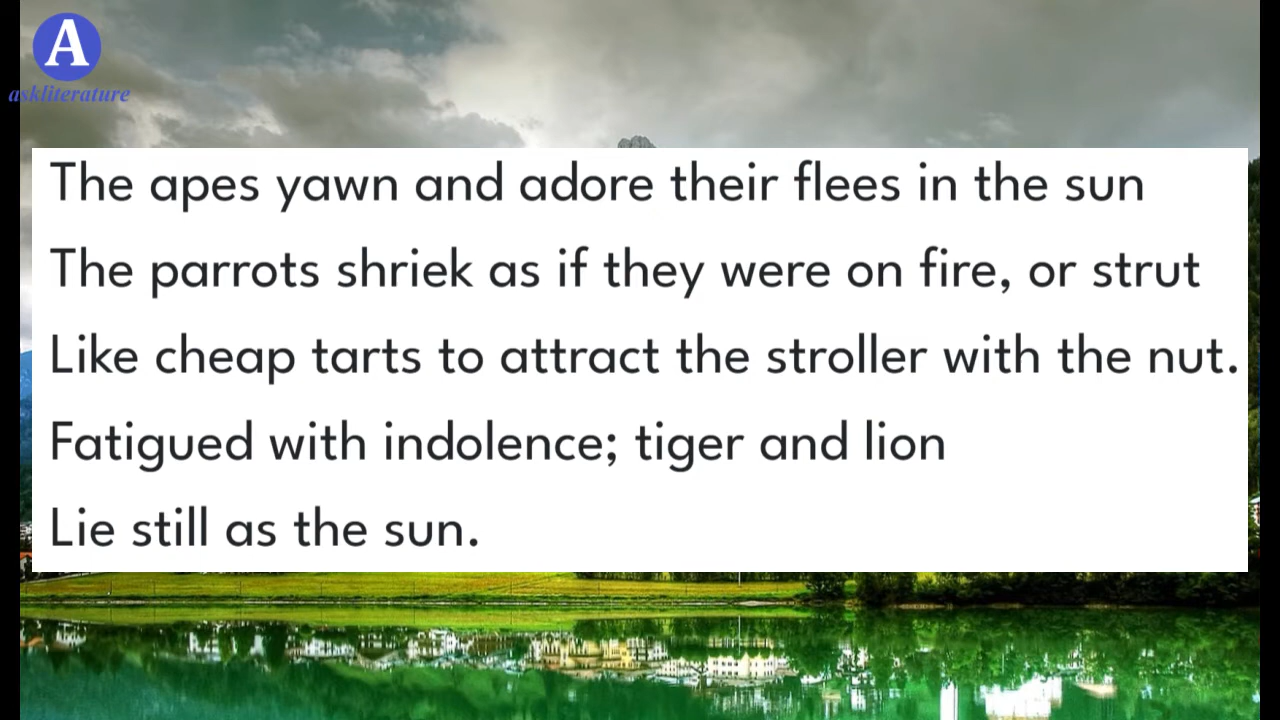 A
askliterature
The apes yawn and adore their flees in the sun
The parrots shriek as if they were on fire, or strut
Like cheap tarts to attract the stroller with the nut.
Fatigued with indolence; tiger and lion
Lie still as the sun.